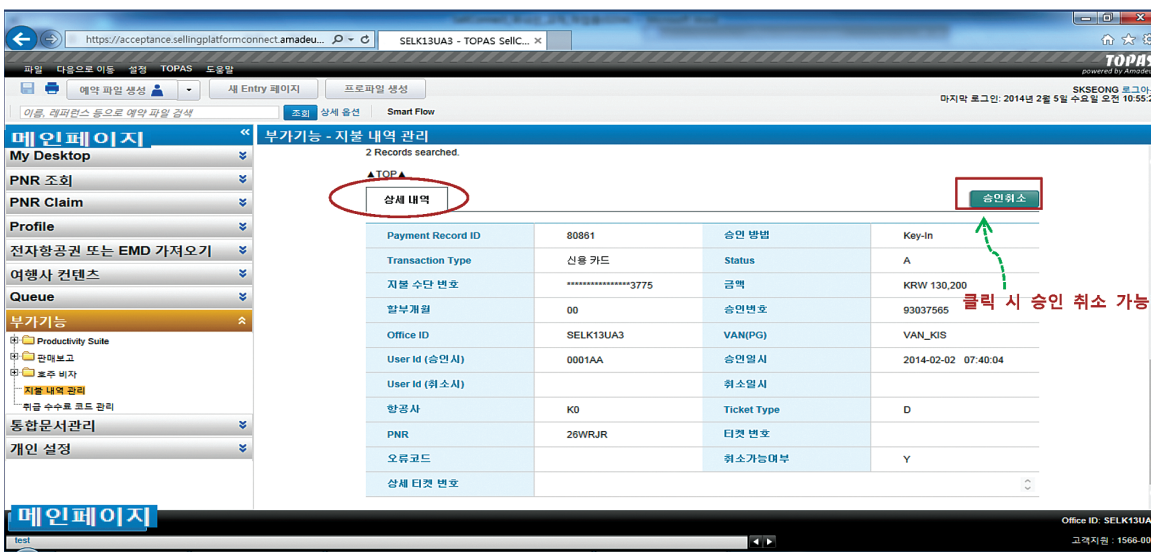 https://acceptance.sellingplatformconnect.amadeu...
SELK13UA3 - TOPAS SellC...
파일 다음으로이동 설정 TOPAS 도움말
TOPAS
powered by Amadeus
예약 파일 생성 새 Entry 페이지 프로파일 생성
SKSEONG 로그아
마지막 로그인: 2014년 2월 5일 수요일 오전 10:55:2
이름, 레퍼런스 등으로 예약 파일 검색 조회 상세 옵션 Smart Flow
메인페이지
부가기능 - 지불 내역 관리
My Desktop
PNR 조회
PNR Claim
Profile
전자항공권 또는 EMD 가져오기
여행사 컨텐츠
Queue
부가기능
Productivity Suite
판매보고
호주 비자
지불 내역 관리
취급 수수료 코드 관리
통합문서관리
개인 설정
2 Records searched.
▲TOP▲
상세 내역
승인취소
Payment Record ID 80861 승인 방법 Key-In
Transaction Type 신용 카드 Status A
지불 수단 번호 ****************3775 금액 KRW 130,200
클릭 시 승인 취소 가능
할부개월 00 승인번호 93037565
Office ID SELK13UA3 VAN(PG) VAN_KIS
User Id (승인시) 0001AA 승인일시 2014-02-02 07:40:04
User Id (취소시) 취소일시
항공사 K0 Ticket Type D
PNR 26WRJR 티켓 번호
오류코드 취소가능여부 Y
상세 티켓 번호
메인페이지
Office ID: SELK13UA
test
고객지원 : 1566-00